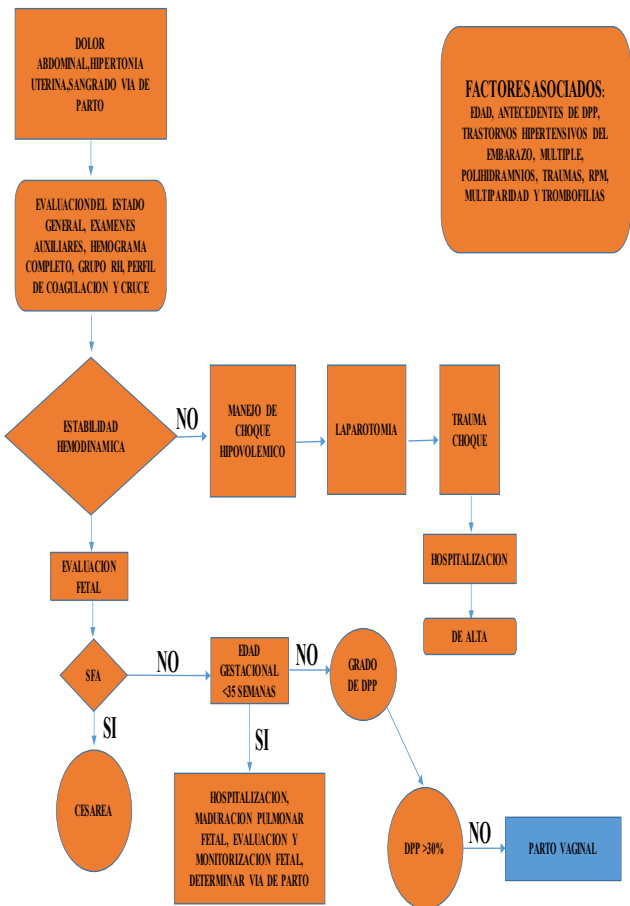 DOLOR
ABDOMINAL,HIPERTONIA
UTERINA,SANGRADO VIA DE
PARTO
FACTORES ASOCIADOS:
EDAD, ANTECEDENTES DE DPP,
TRASTORNOS HIPERTENSIVOS DEL
EMBARAZO, MULTIPLE,
POLIHIDRAMNIOS, TRAUMAS, RPM,
MULTIPARIDAD Y TROMBOFILIAS
EVALUACIONDEL ESTADO
GENERAL, EXAMENES
AUXILIARES, HEMOGRAMA
COMPLETO, GRUPO RH, PERFIL
DE COAGULACION Y CRUCE
ESTABILIDAD
HEMODINAMICA
NO
MANEJO DE
CHOQUE
HIPOVOLEMICO
LAPAROTOMIA
TRAUMA
CHOQUE
HOSPITALIZACION
DE ALTA
EVALUACION
FETAL
SFA
NO
EDAD
GESTACIONAL
<35 SEMANAS
NO
GRADO
DE DPP
SI
CESAREA
SI
HOSPITALIZACION,
MADURACION PULMONAR
FETAL, EVALUACION Y
MONITORIZACION FETAL,
DETERMINAR VIA DE PARTO
DPP >30%
NO
PARTO VAGINAL